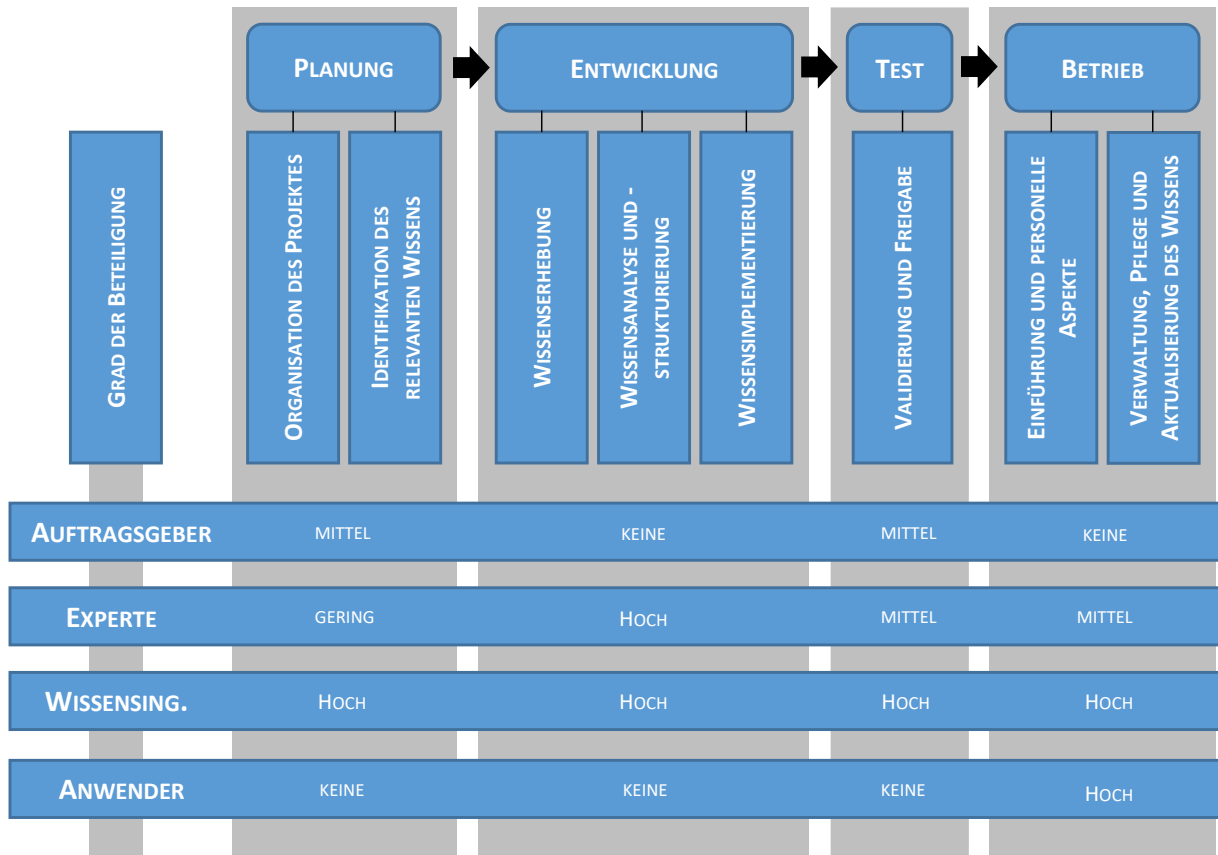 PLANUNG
ENTWICKLUNG
TEST
BETRIEB
GRAD DER BETEILIGUNG
ORGANISATION DES PROJEKTES
IDENTIFIKATION DES
RELEVANTEN WISSENS
WISSENSERHEBUNG
WISSENSANALYSE UND -
STRUKTURIERUNG
WISSENSIMPLEMENTIERUNG
VALIDIERUNG UND FREIGABE
EINFÜHRUNG UND PERSONELLE
ASPEKTE
VERWALTUNG, PFLEGE UND
AKTUALISIERUNG DES WISSENS
AUFTRAGSGEBER MITTEL KEINE MITTEL KEINE
EXPERTE GERING HOCH MITTEL MITTEL
WISSENSING. HOCH HOCH HOCH HOCH
ANWENDER KEINE KEINE KEINE HOCH